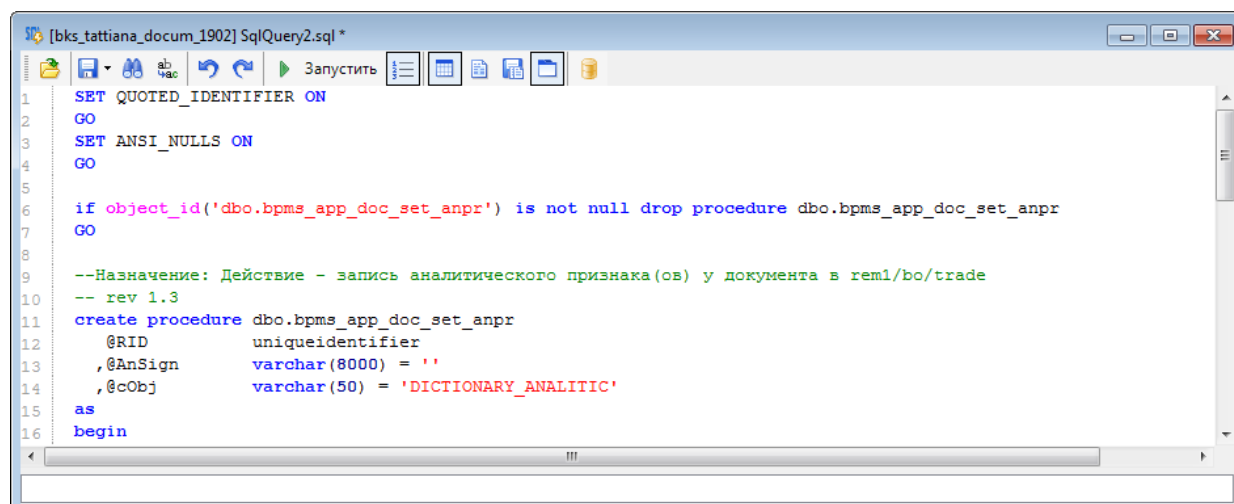 [bks_tattiana_docum_1902] SqlQuery2.sql *
Запустить
1 SET QUOTED_IDENTIFIER ON
2 GO
3 SET ANSI_NULLS ON
4 GO
5
6 if object_id('dbo.bpms_app_doc_set_anpr') is not null drop procedure dbo.bpms_app_doc_set_anpr
7 GO
8
9 --Назначение: Действие - запись аналитического признака(ов) у документа в rem1/bo/trade
10 -- rev 1.3
11 create procedure dbo.bpms_app_doc_set_anpr
12 @RID uniqueidentifier
13 ,@AnSign varchar(8000) = ''
14 ,@cObj varchar(50) = 'DICTIONARY_ANALITIC'
15 as
16 begin